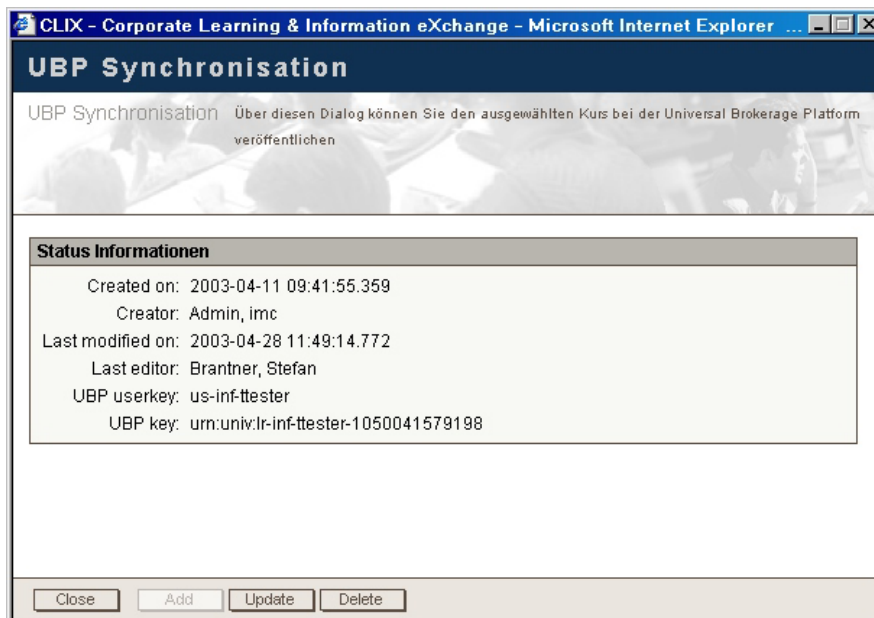 CLIX - Corporate Learning & Information eXchange - Microsoft Internet Explorer ...
UBP Synchronisation
UBP Synchronisation Über diesen Dialog können Sie den ausgewählten Kurs bei der Universal Brokerage Platform
veröffentlichen
Status Informationen
Created on: 2003-04-11 09:41:55.359
Creator: Admin, imc
Last modified on: 2003-04-28 11:49:14.772
Last editor: Brantner, Stefan
UBP userkey: us-inf-ttester
UBP key: urn:univ:lr-inf-ttester-1050041579198
Close Add Update Delete